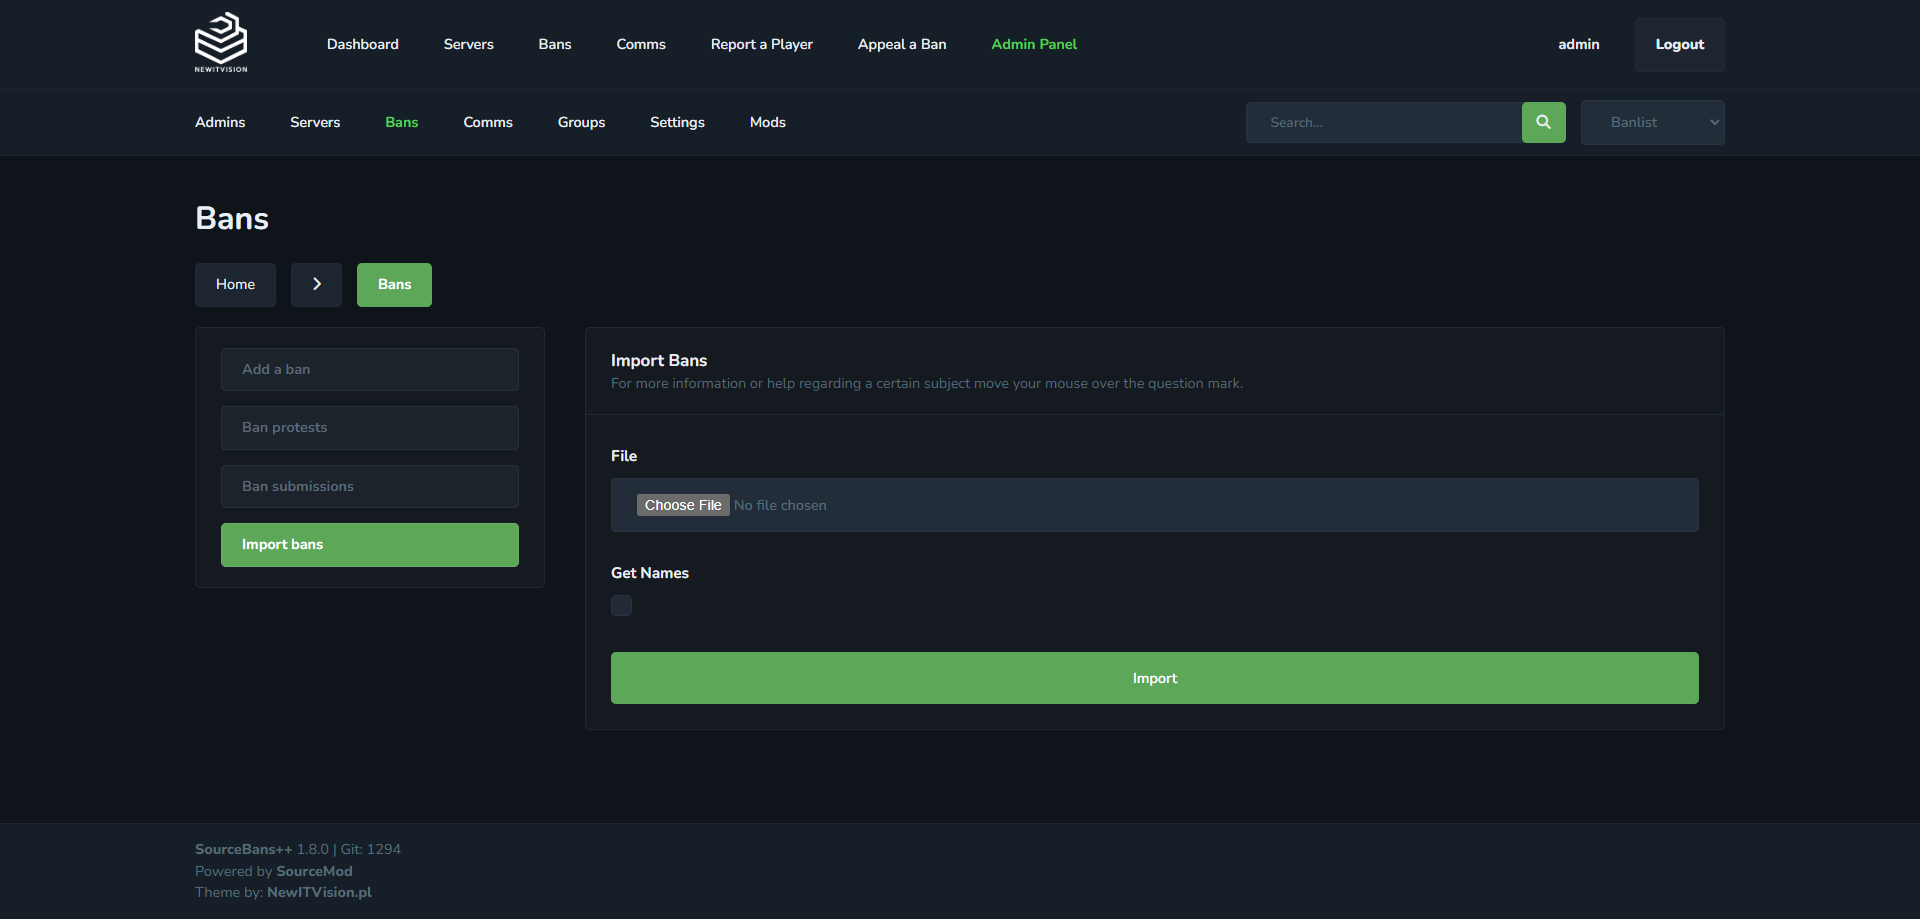 NEWITVISION
Dashboard Servers Bans Comms Report a Player Appeal a Ban Admin Panel admin Logout
Admins Servers Bans Comms Groups Settings Mods Search... Banlist
Bans
Home Bans
Add a ban
Ban protests
Ban submissions
Import bans
Import Bans
For more information or help regarding a certain subject move your mouse over the question mark.
File
Choose File No file chosen
Get Names
Import
SourceBans++ 1.8.0 | Git: 1294
Powered by SourceMod
Theme by: NewITVision.pl